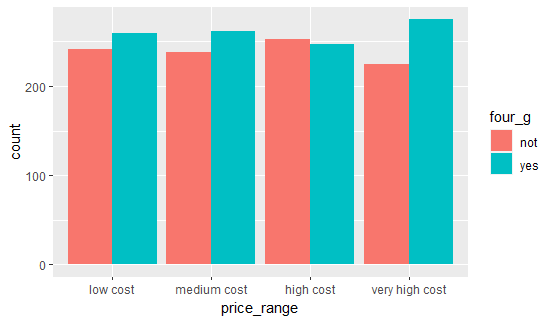 count
200
100
0
low cost
medium cost
high cost
very high cost
price_range
four_g
not
yes